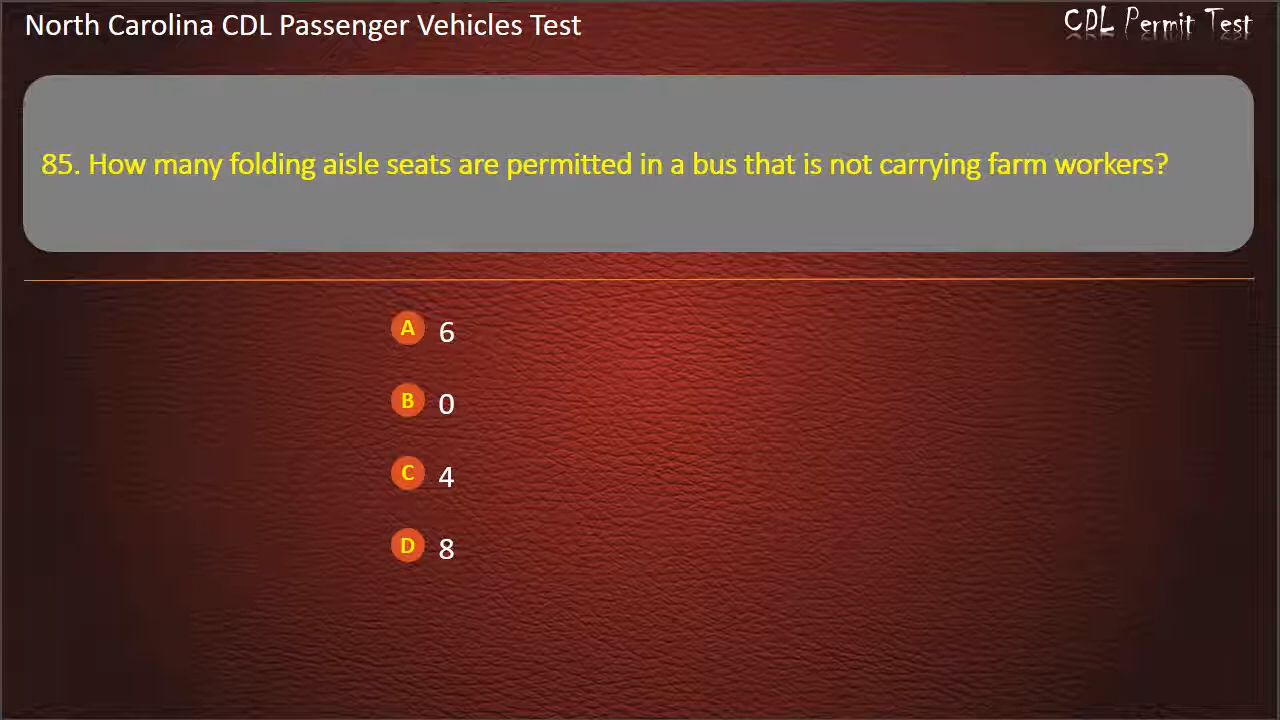 North Carolina CDL Passenger Vehicles Test
CDL Permit Test
85. How many folding aisle seats are permitted in a bus that is not carrying farm workers?
A 6
B 0
C 4
D 8